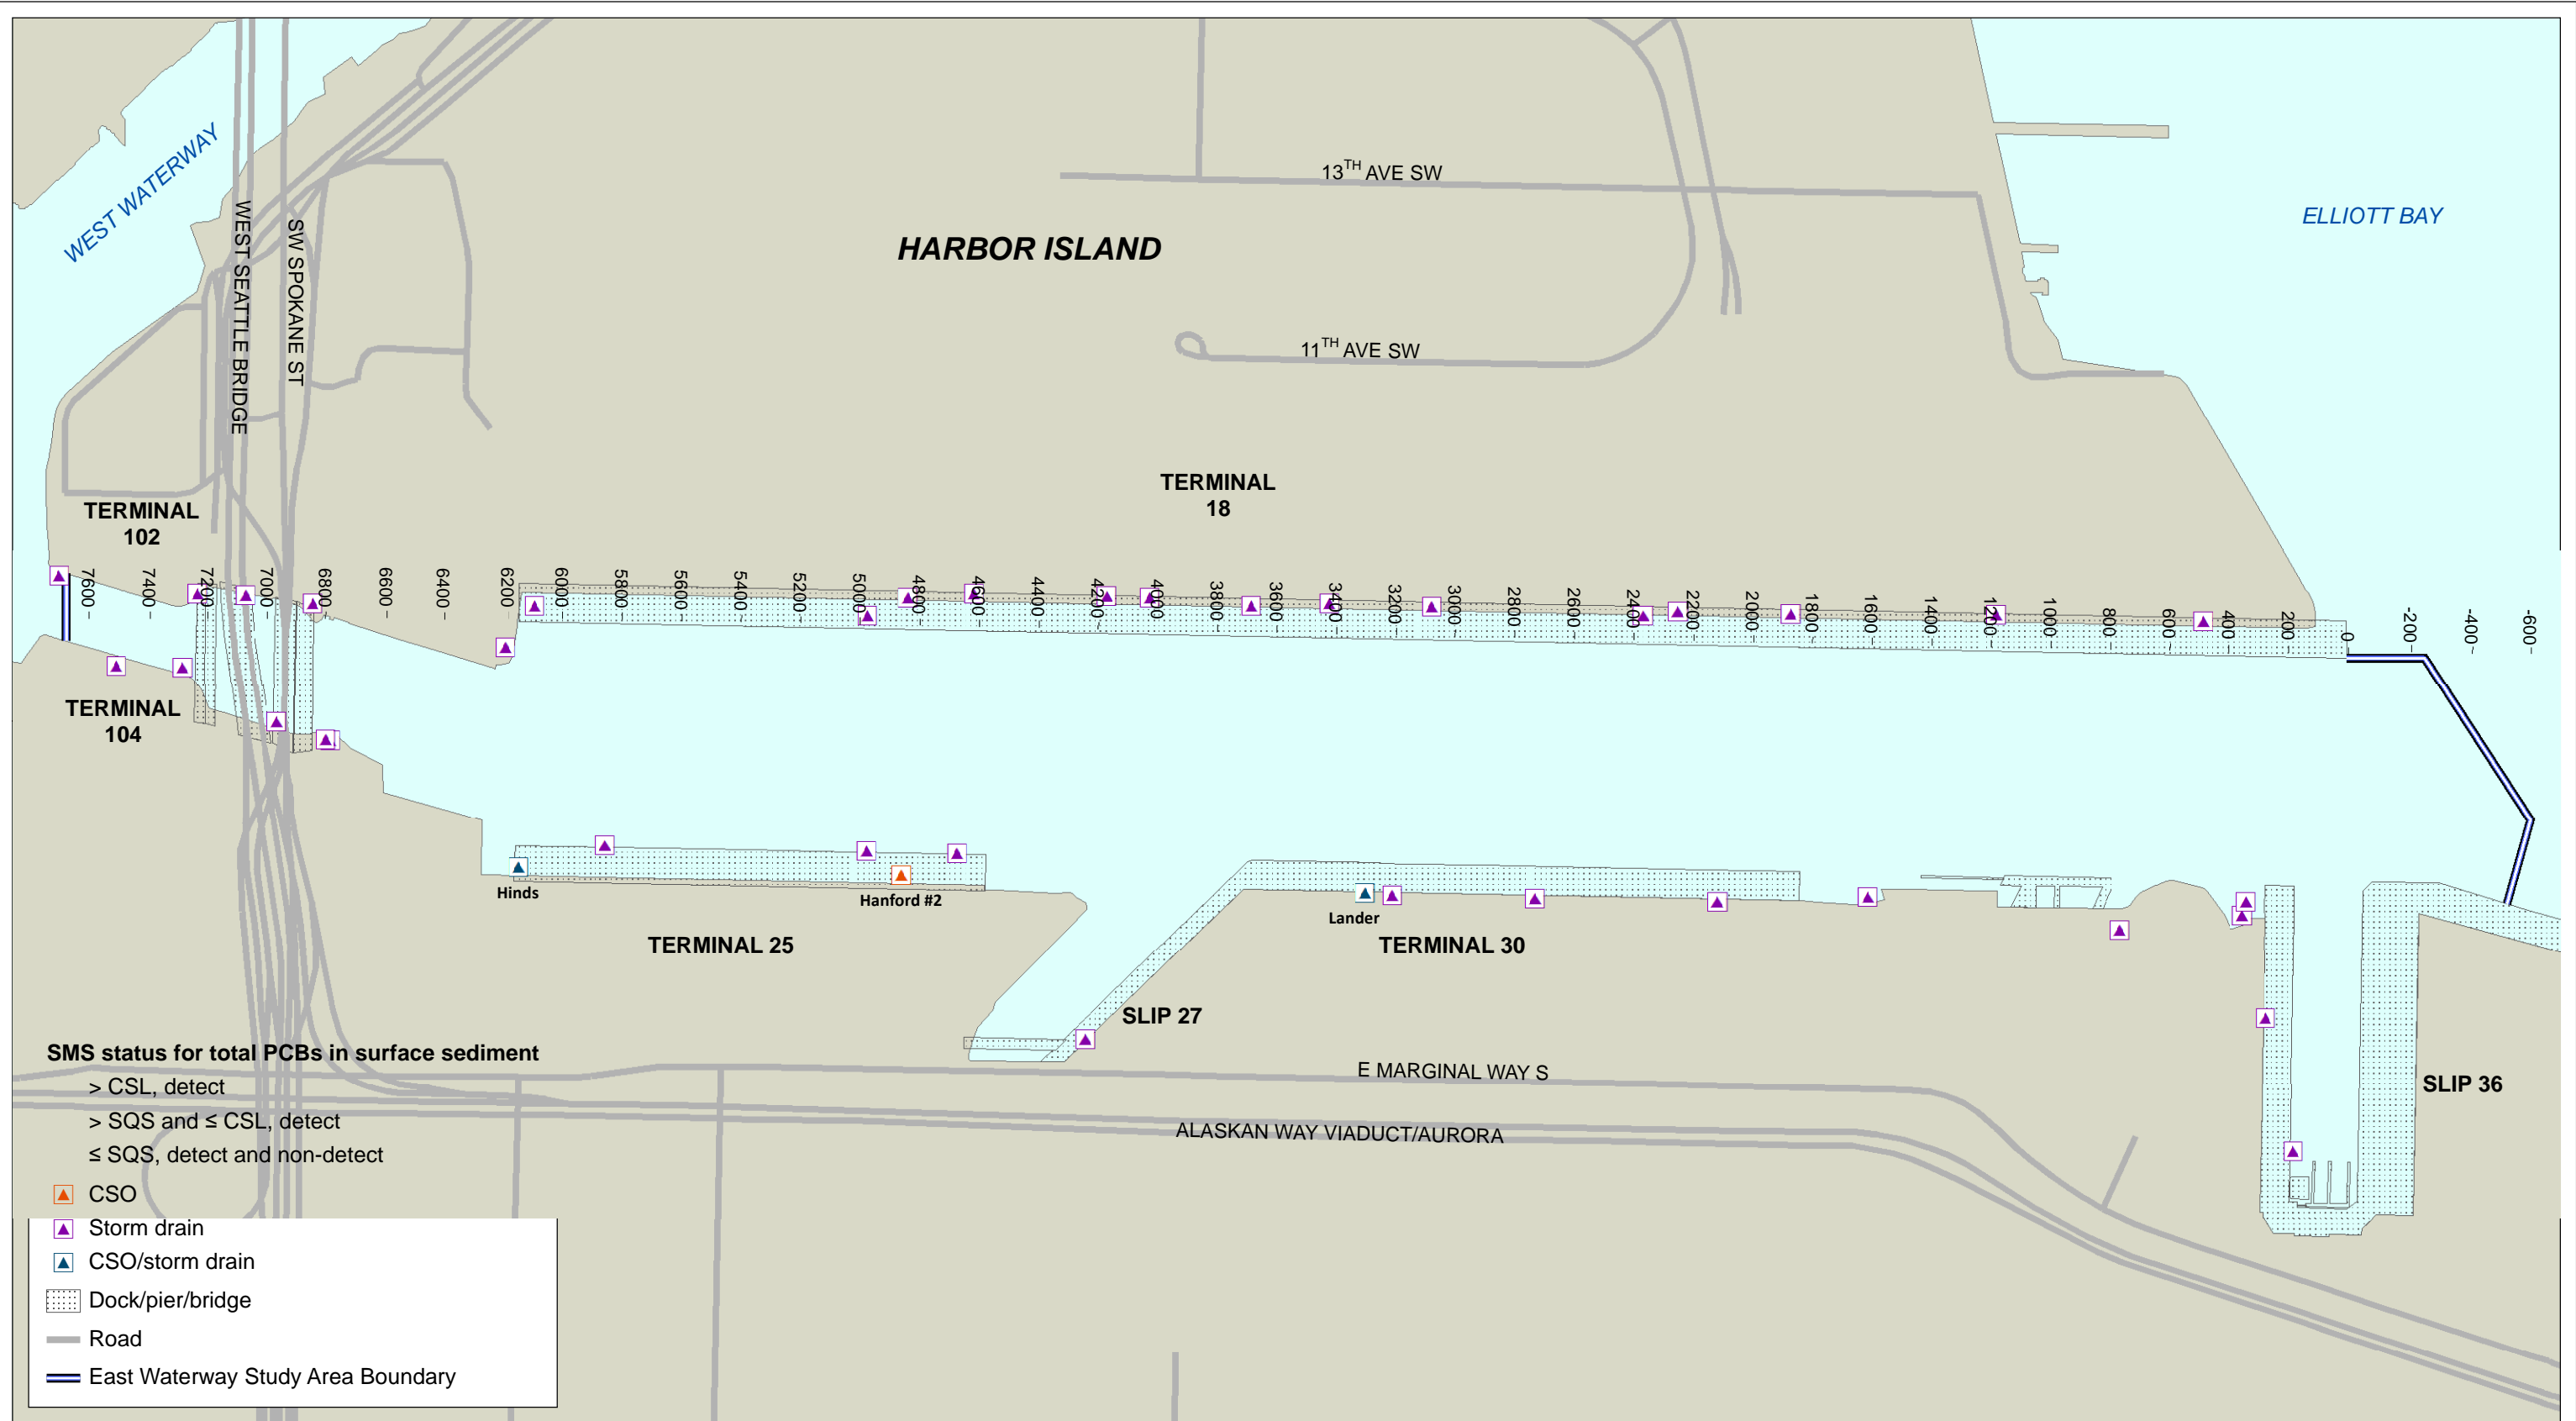 WEST WATERWAY
WEST SEATTLE BRIDGE
SW SPOKANE ST
13TH AVE SW
HARBOR ISLAND
11TH AVE SW
ELLIOTT BAY
TERMINAL
18
TERMINAL
102
7600
7400
7200
7000
6800
6600
6400
6200
6000
5800
5600
5400
5200
5000
4800
4600
4400
4200
4000
3800
3600
3400
3200
3000
2800
2600
2400
2200
2000
1800
1600
1400
1200
1000
800
600
400
200
0
-200
-400
-600
TERMINAL
104
Hinds
Hanford #2
Lander
TERMINAL 25
TERMINAL 30
SLIP 27
SLIP 36
E MARGINAL WAY S
ALASKAN WAY VIADUCT/AURORA
SMS status for total PCBs in surface sediment
> CSL, detect
> SQS and ≤ CSL, detect
≤ SQS, detect and non-detect
CSO
Storm drain
CSO/storm drain
Dock/pier/bridge
Road
East Waterway Study Area Boundary